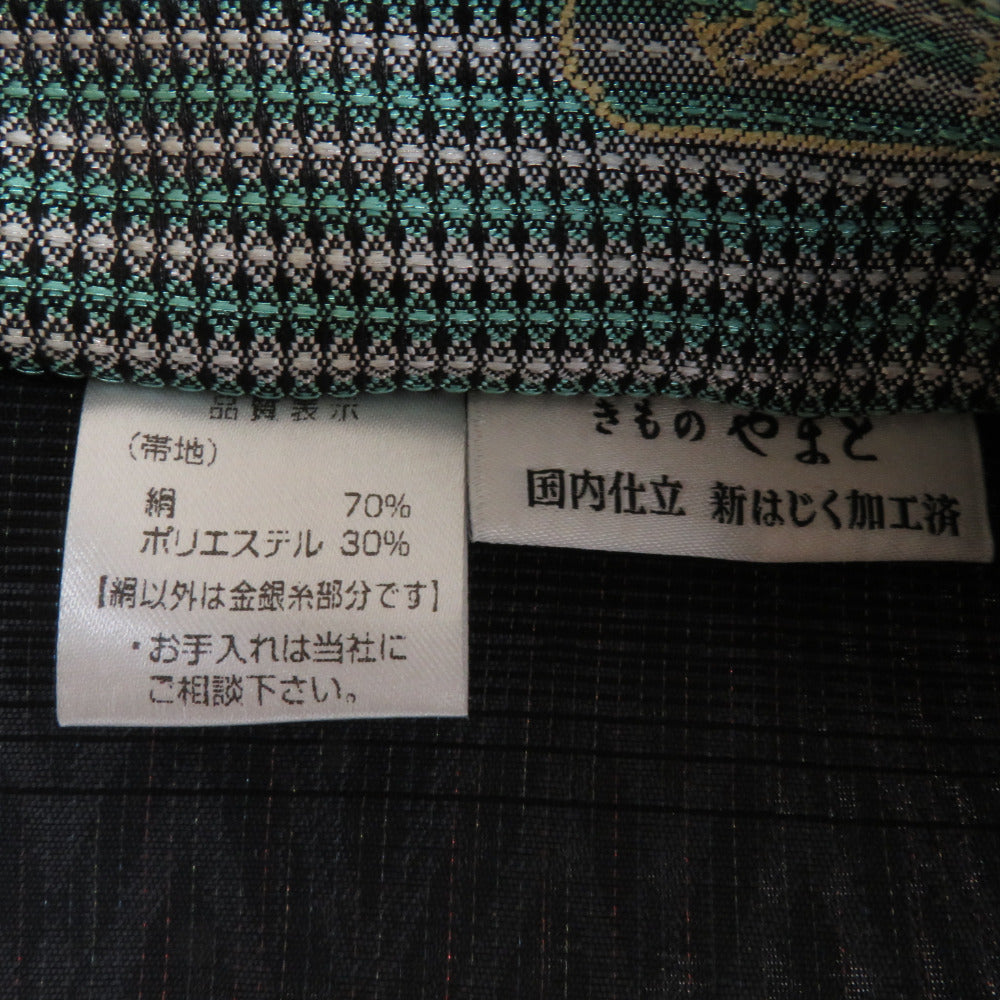 品質表示
(帯地)
絹 70%
ポリエステル 30%
【絹以外は金銀糸部分です】
・お手入れは当社に
ご相談下さい。
きもの やまと
国内仕立 新はじく加工済